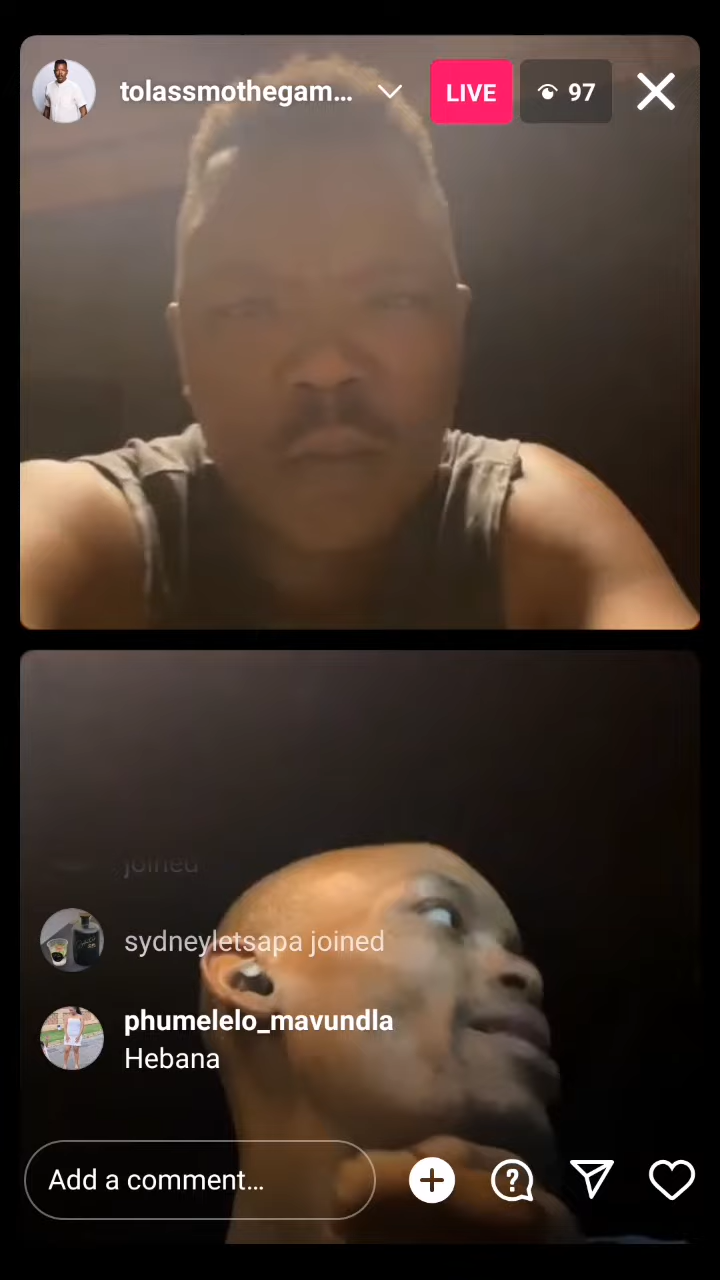 tolassmothegam...
LIVE
97
joined
sydneyletsapa joined
phumelelo_mavundla
Hebana
Add a comment...